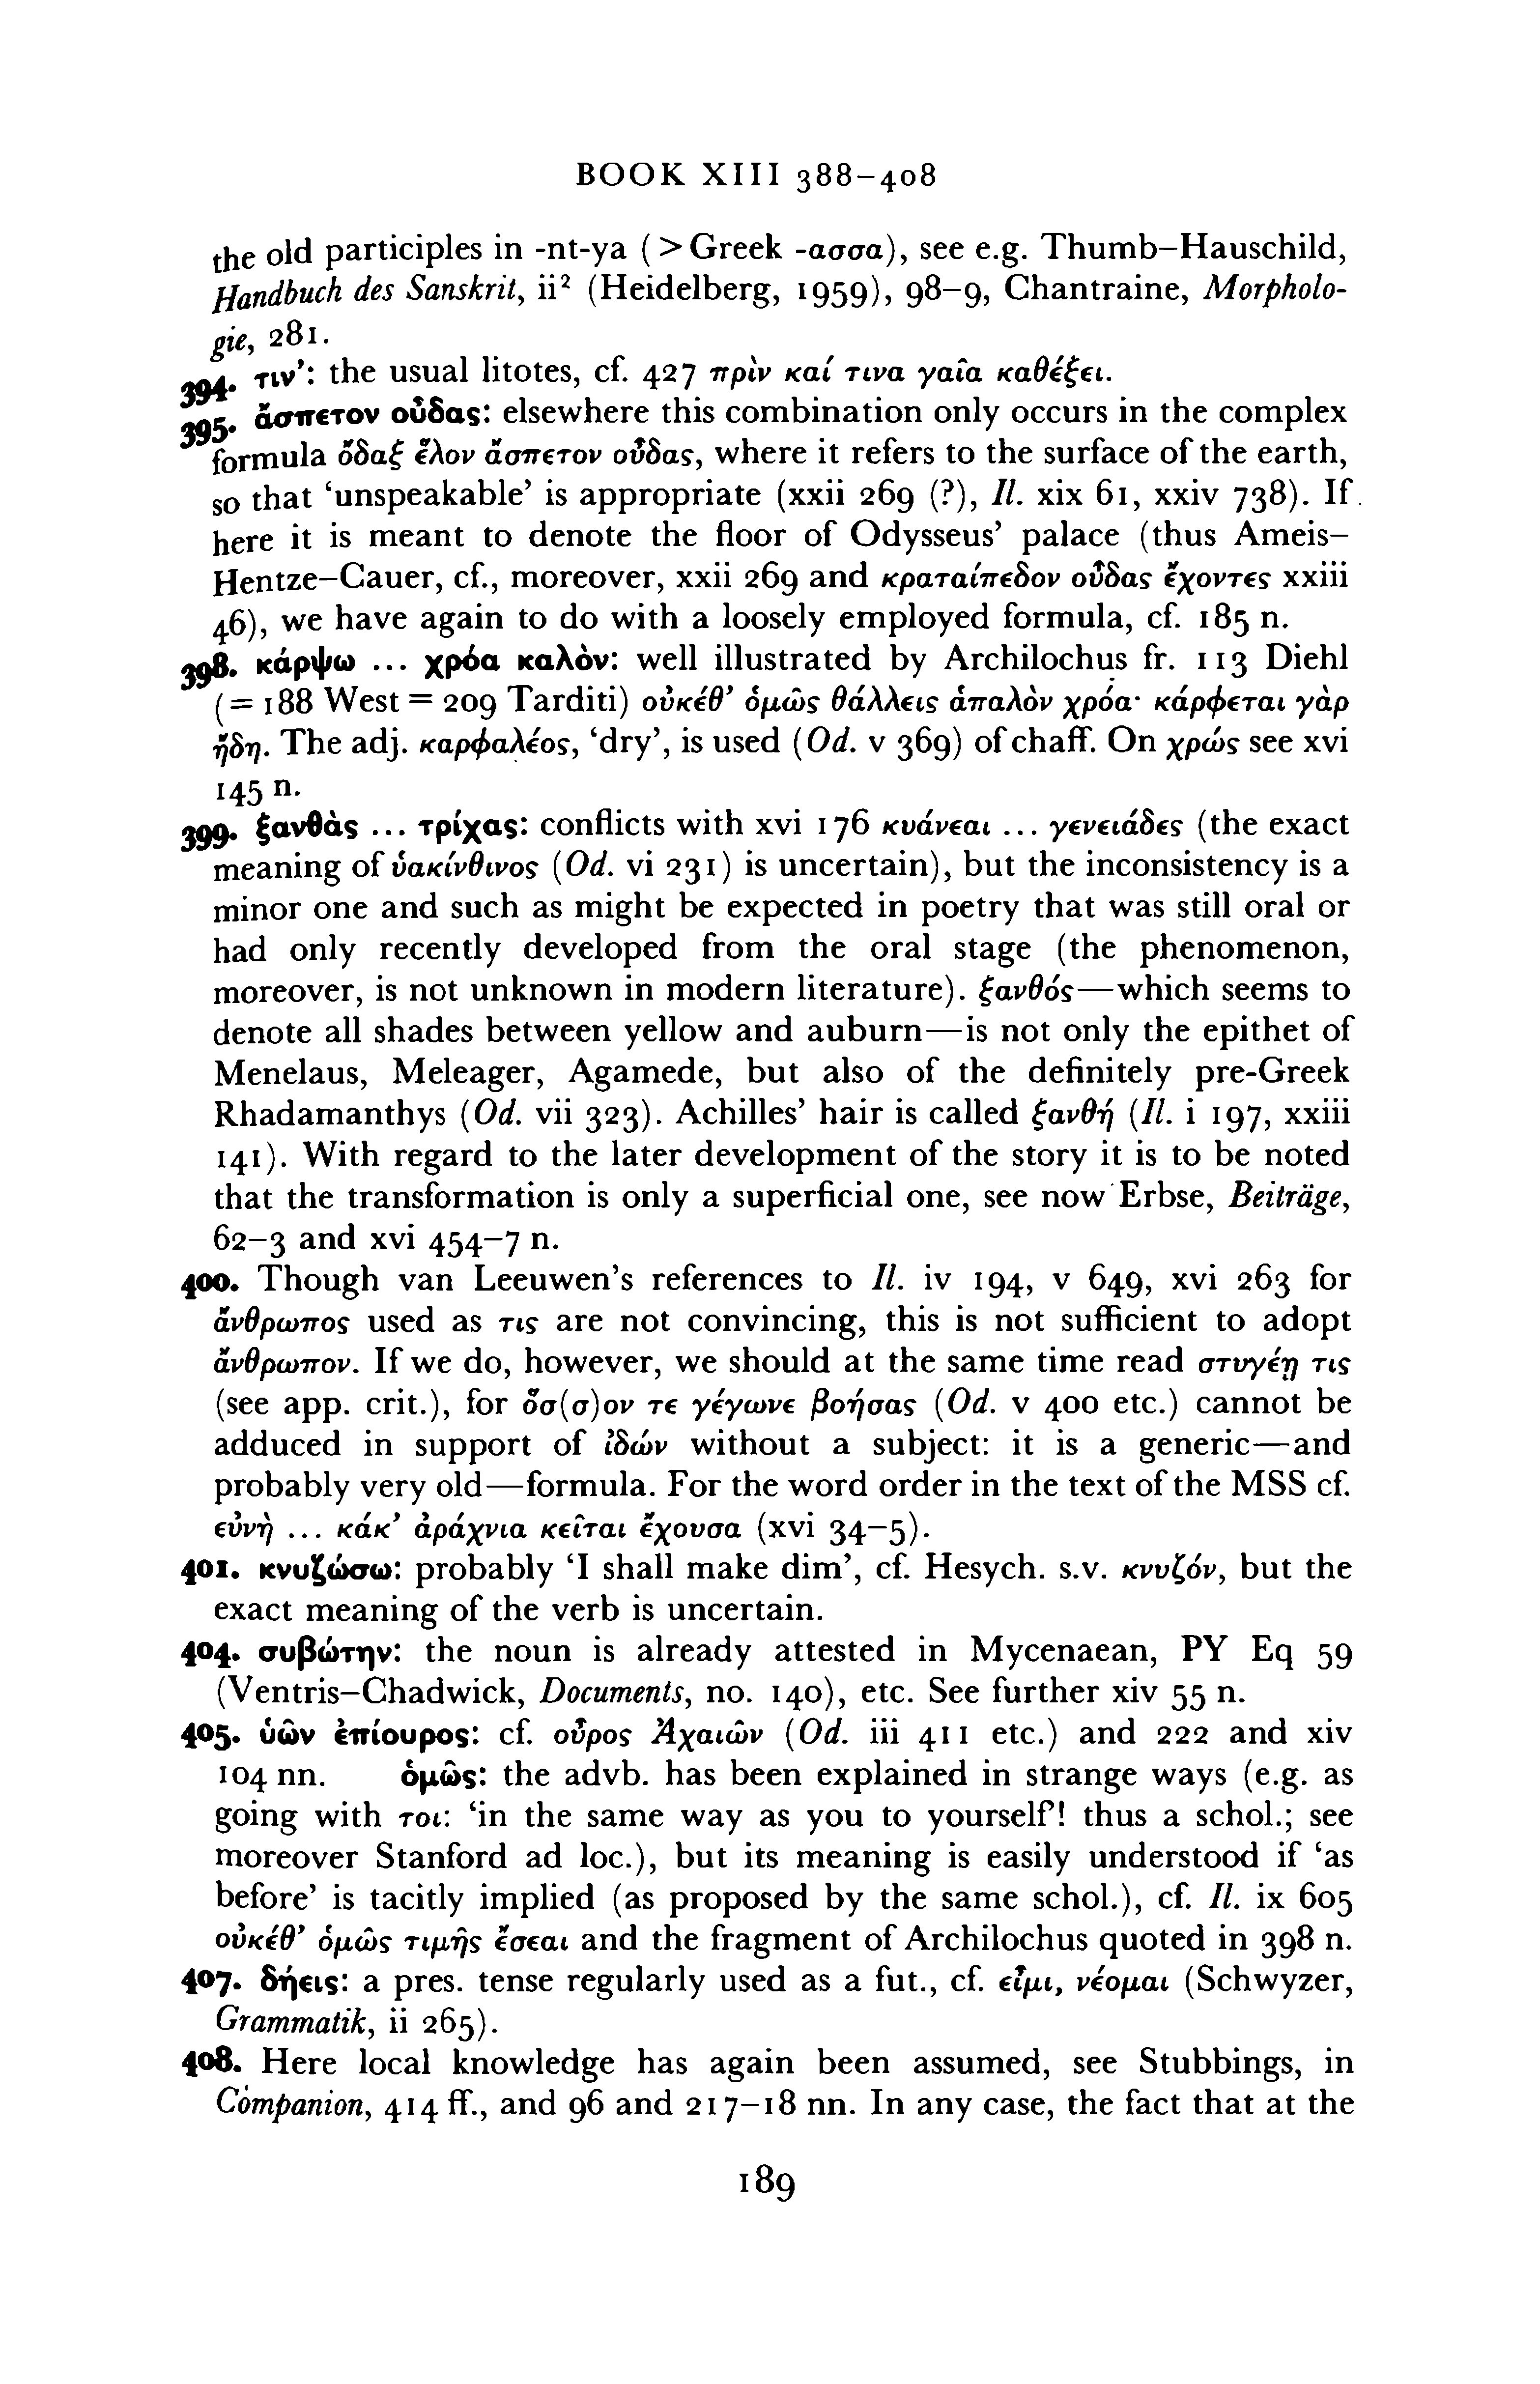 BOOK XIII 388–408
the old participles in -nt-ya (>Greek -ασσα), see e.g. Thumb–Hauschild,
Handbuch des Sanskrit, ii² (Heidelberg, 1959), 98–9, Chantraine, Morpholo-
gie, 281.
394. τιν’: the usual litotes, cf. 427 πρὶν καί τινα γαῖα καθέξει.
395. ἄσπετον οὖδας: elsewhere this combination only occurs in the complex
formula ὀδὰξ ἕλον ἄσπετον οὖδας, where it refers to the surface of the earth,
so that ‘unspeakable’ is appropriate (xxii 269 (?), Il. xix 61, xxiv 738). If
here it is meant to denote the floor of Odysseus’ palace (thus Ameis–
Hentze–Cauer, cf., moreover, xxii 269 and κραταίπεδον οὖδας ἔχοντες xxiii
46), we have again to do with a loosely employed formula, cf. 185 n.
398. κάρψω ... χρόα καλὸν: well illustrated by Archilochus fr. 113 Diehl
(= 188 West = 209 Tarditi) οὐκέθ’ ὁμῶς θάλλεις ἁπαλὸν χρόα· κάρφεται γὰρ
ἤδη. The adj. καρφαλέος, ‘dry’, is used (Od. v 369) of chaff. On χρώς see xvi
145 n.
399. ξανθὰς ... τρίχας: conflicts with xvi 176 κυάνεαι ... γενειάδες (the exact
meaning of ὑακίνθινος (Od. vi 231) is uncertain), but the inconsistency is a
minor one and such as might be expected in poetry that was still oral or
had only recently developed from the oral stage (the phenomenon,
moreover, is not unknown in modern literature). ξανθός—which seems to
denote all shades between yellow and auburn—is not only the epithet of
Menelaus, Meleager, Agamede, but also of the definitely pre-Greek
Rhadamanthys (Od. vii 323). Achilles’ hair is called ξανθή (Il. i 197, xxiii
141). With regard to the later development of the story it is to be noted
that the transformation is only a superficial one, see now Erbse, Beiträge,
62–3 and xvi 454–7 n.
400. Though van Leeuwen’s references to Il. iv 194, v 649, xvi 263 for
ἄνθρωπος used as τις are not convincing, this is not sufficient to adopt
ἄνθρωπον. If we do, however, we should at the same time read στυγέῃ τις
(see app. crit.), for ὅσ(σ)ον τε γέγωνε βοήσας (Od. v 400 etc.) cannot be
adduced in support of ἰδών without a subject: it is a generic—and
probably very old—formula. For the word order in the text of the MSS cf.
εὐνὴ ... κάκ’ ἀράχνια κεῖται ἔχουσα (xvi 34–5).
401. κνυζώσω: probably ‘I shall make dim’, cf. Hesych. s.v. κνυζόν, but the
exact meaning of the verb is uncertain.
404. συβώτην: the noun is already attested in Mycenaean, PY Eq 59
(Ventris–Chadwick, Documents, no. 140), etc. See further xiv 55 n.
405. ὑῶν ἐπίουρος: cf. οὖρος Ἀχαιῶν (Od. iii 411 etc.) and 222 and xiv
104 nn. ὁμῶς: the advb. has been explained in strange ways (e.g. as
going with τοι: ‘in the same way as you to yourself’! thus a schol.; see
moreover Stanford ad loc.), but its meaning is easily understood if ‘as
before’ is tacitly implied (as proposed by the same schol.), cf. Il. ix 605
οὐκέθ’ ὁμῶς τιμῆς ἔσεαι and the fragment of Archilochus quoted in 398 n.
407. δήεις: a pres. tense regularly used as a fut., cf. εἶμι, νέομαι (Schwyzer,
Grammatik, ii 265).
408. Here local knowledge has again been assumed, see Stubbings, in
Companion, 414 ff., and 96 and 217–18 nn. In any case, the fact that at the
189